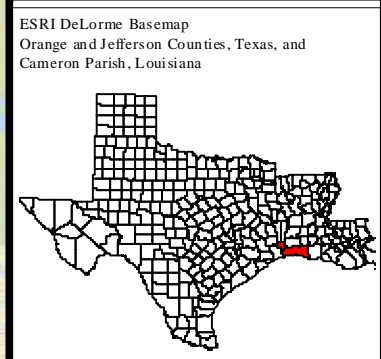 ESRI DeLorme Basemap
Orange and Jefferson Counties, Texas, and
Cameron Parish, Louisiana